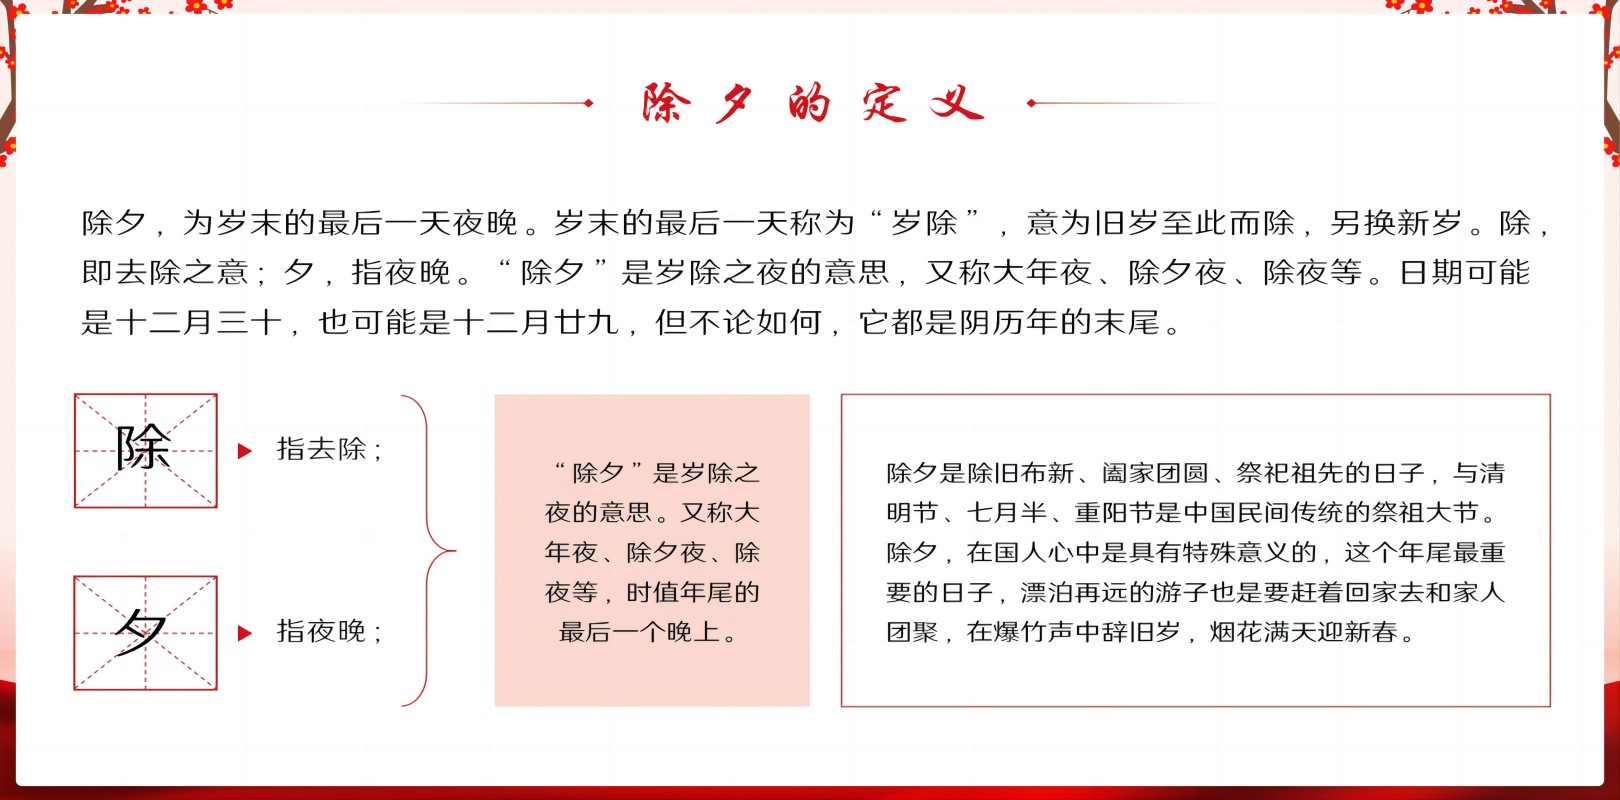 除夕的定义
除夕，为岁末的最后一天夜晚。岁末的最后一天称为“岁除”，意为旧岁至此而除，另换新岁。除，
即去除之意；夕，指夜晚。“除夕”是岁除之夜的意思，又称大年夜、除夕夜、除夜等。日期可能
是十二月三十，也可能是十二月廿九，但不论如何，它都是阴历年的末尾。
除
指去除；
夕
指夜晚；
“除夕”是岁除之
夜的意思。又称大
年夜、除夕夜、除
夜等，时值年尾的
最后一个晚上。
除夕是除旧布新、阖家团圆、祭祀祖先的日子，与清
明节、七月半、重阳节是中国民间传统的祭祖大节。
除夕，在国人心中是具有特殊意义的，这个年尾最重
要的日子，漂泊再远的游子也是要赶着回家去和家人
团聚，在爆竹声中辞旧岁，烟花满天迎新春。